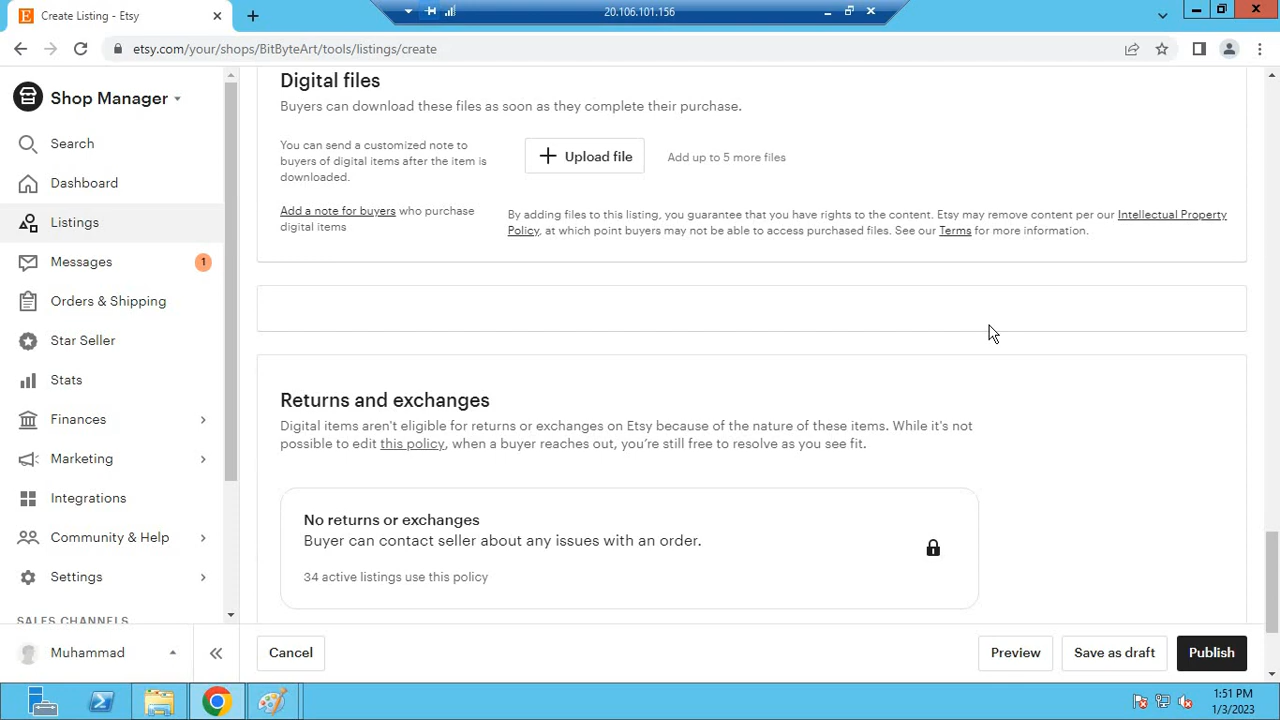 Create Listing - Etsy
20.106.101.156
etsy.com/your/shops/BitByteArt/tools/listings/create
Shop Manager
Search
Dashboard
Listings
Messages
1
Orders & Shipping
Star Seller
Stats
Finances
Marketing
Integrations
Community & Help
Settings
SALES CHANNELS
Muhammad
Digital files
Buyers can download these files as soon as they complete their purchase.
You can send a customized note to
buyers of digital items after the item is
downloaded.
Add a note for buyers who purchase
digital items
Upload file
Add up to 5 more files
By adding files to this listing, you guarantee that you have rights to the content. Etsy may remove content per our Intellectual Property
Policy, at which point buyers may not be able to access purchased files. See our Terms for more information.
Returns and exchanges
Digital items aren't eligible for returns or exchanges on Etsy because of the nature of these items. While it's not
possible to edit this policy, when a buyer reaches out, you're still free to resolve as you see fit.
No returns or exchanges
Buyer can contact seller about any issues with an order.
34 active listings use this policy
Cancel
Preview
Save as draft
Publish
1:51 PM
1/3/2023